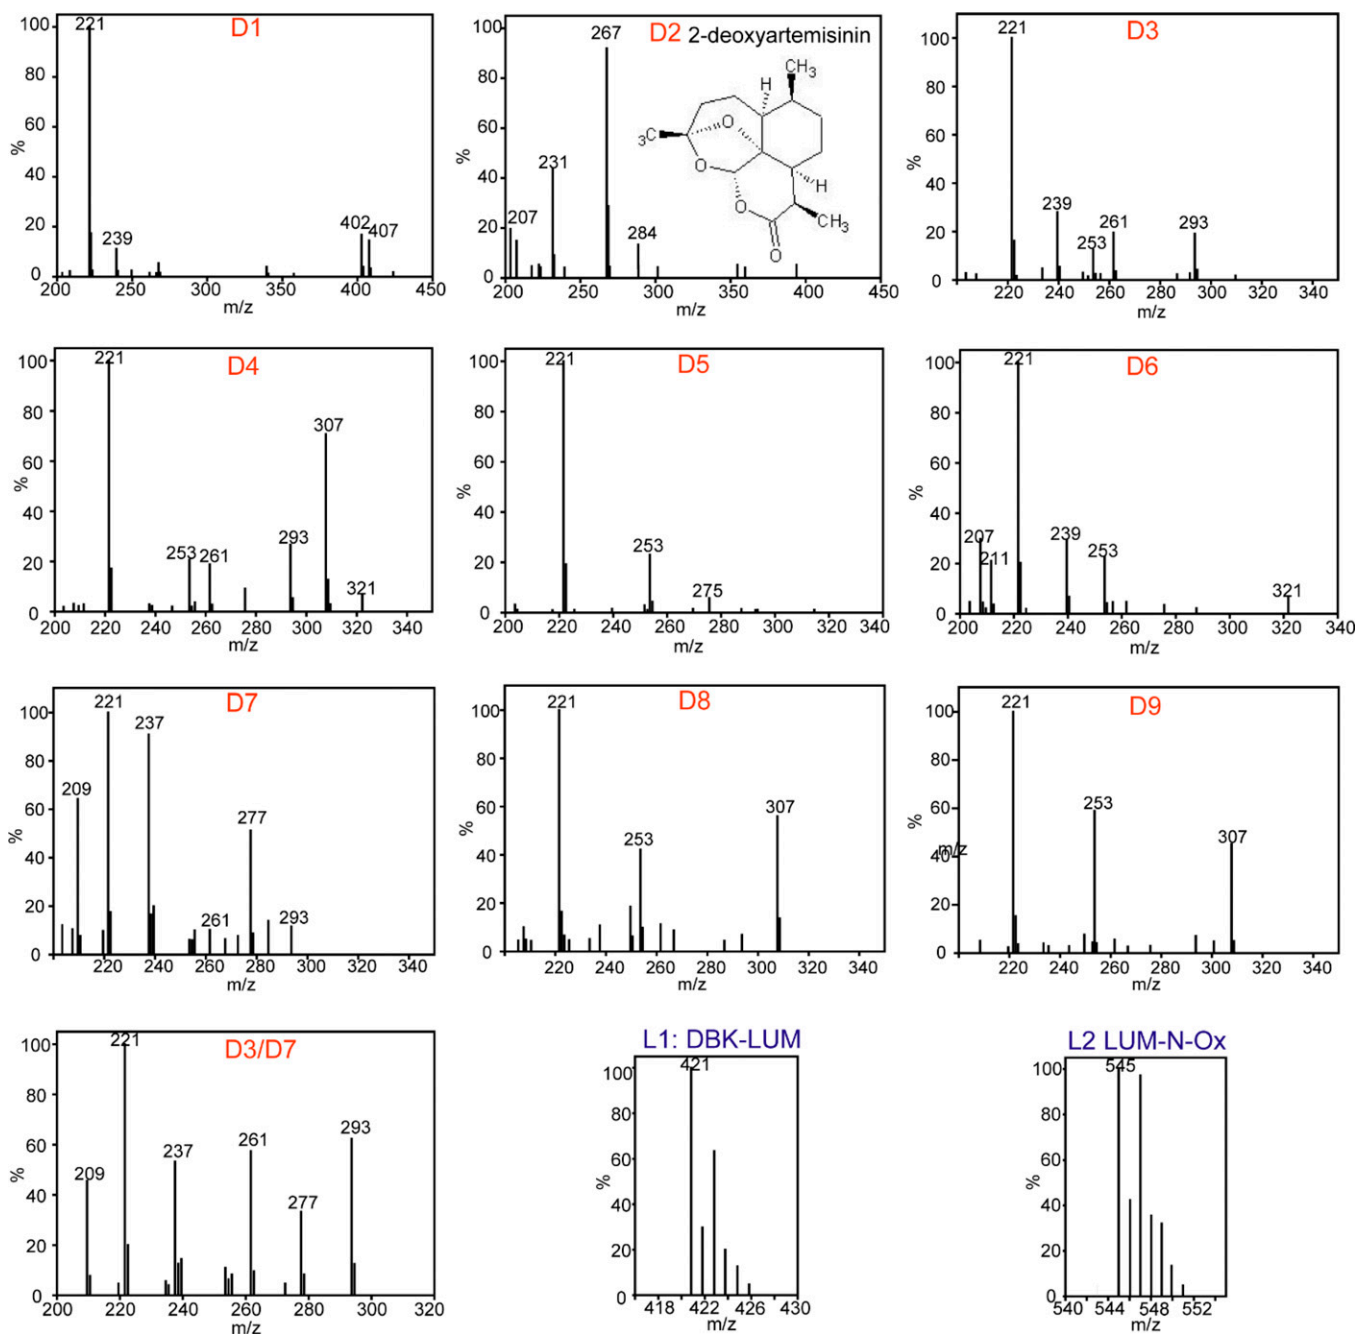 D1
221
239
402
407
100
80
60
40
20
0
%
200 250 300 350 400 450
m/z
D2 2-deoxyartemisinin
267
231
207
284
100
80
60
40
20
0
%
200 250 300 350 400 450
m/z
CH3
H
O
H3C
O
O
O
H
CH3
D3
221
239
253
261
293
100
80
60
40
20
0
%
220 240 260 280 300 320 340
m/z
D4
221
253
261
293
307
321
100
80
60
40
20
0
%
200 220 240 260 280 300 320 340
m/z
D5
221
253
275
100
80
60
40
20
0
%
200 220 240 260 280 300 320 340
m/z
D6
221
207
211
239
253
321
100
80
60
40
20
0
%
200 220 240 260 280 300 320 340
m/z
D7
221
237
209
277
261
293
100
80
60
40
20
0
%
220 240 260 280 300 320 340
m/z
D8
221
253
307
100
80
60
40
20
0
%
220 240 260 280 300 320 340
m/z
D9
221
253
307
100
80
60
40
20
0
%
m/z
220 240 260 280 300 320 340
m/z
D3/D7
221
209
237
261
277
293
100
80
60
40
20
0
%
200 220 240 260 280 300 320
m/z
L1: DBK-LUM
421
100
80
60
40
20
0
%
418 422 426 430
m/z
L2 LUM-N-Ox
545
100
80
60
40
20
0
%
540 544 548 552
m/z